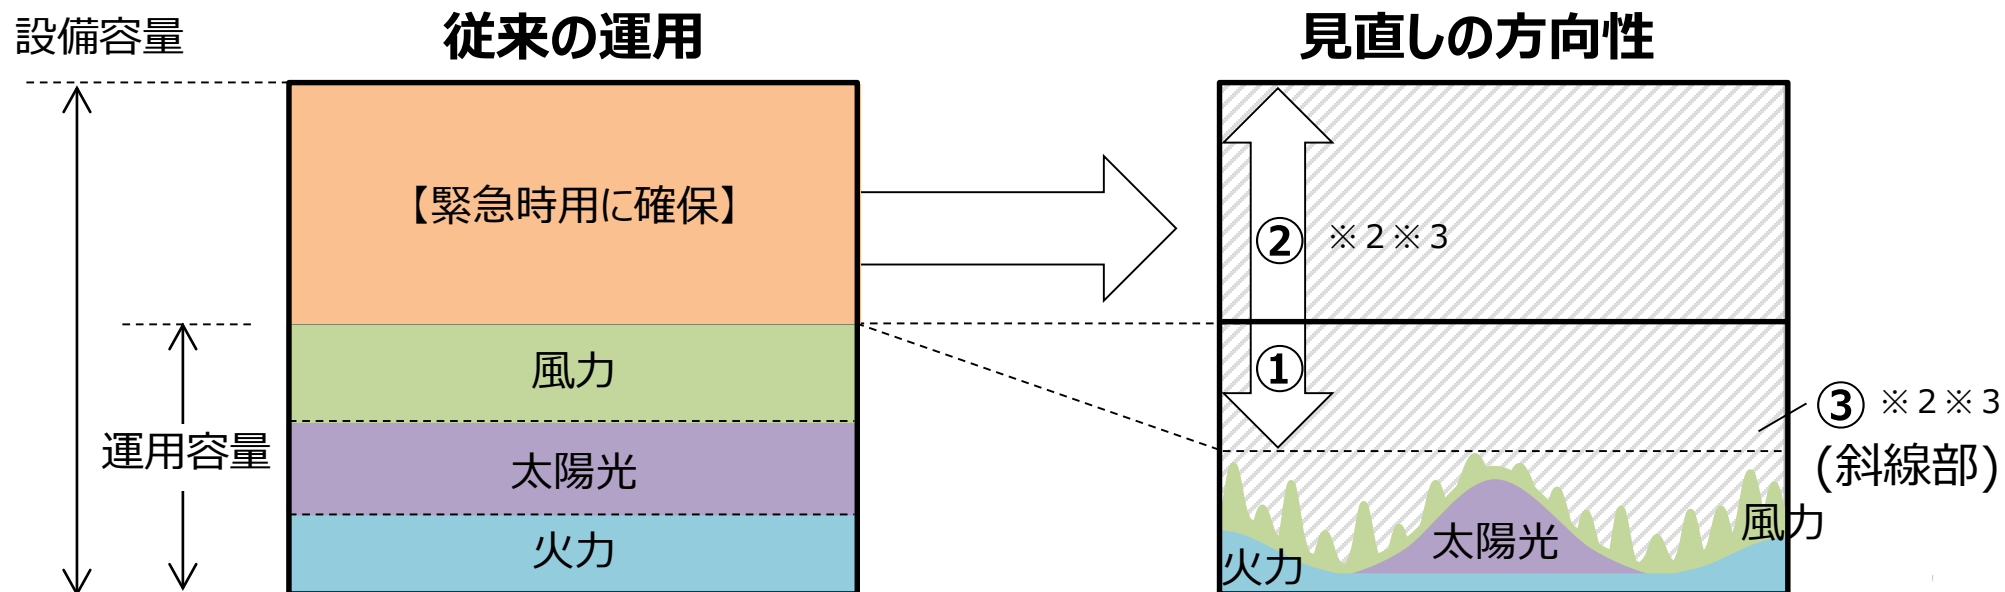 設備容量
従来の運用
見直しの方向性
【緊急時用に確保】
② ※2※3
風力
①
③ ※2※3
(斜線部)
運用容量
太陽光
火力
火力
太陽光
風力